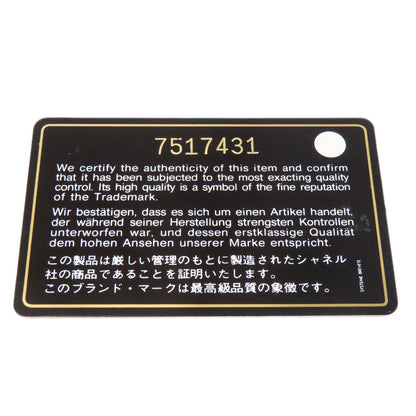 7517431
We certify the authenticity of this item and confirm
that it has been subjected to the most exacting quality
control. Its high quality is a symbol of the fine reputation
of the Trademark.
Wir bestätigen, dass es sich um einen Artikel handelt,
der während seiner Herstellung strengsten Kontrollen
unterworfen war, und dessen erstklassige Qualität
dem hohen Ansehen unserer Marke entspricht.
この製品は厳しい管理のもとに製造されたシャネル
社の商品であることを証明いたします。
このブランド・マークは最高級品質の象徴です。